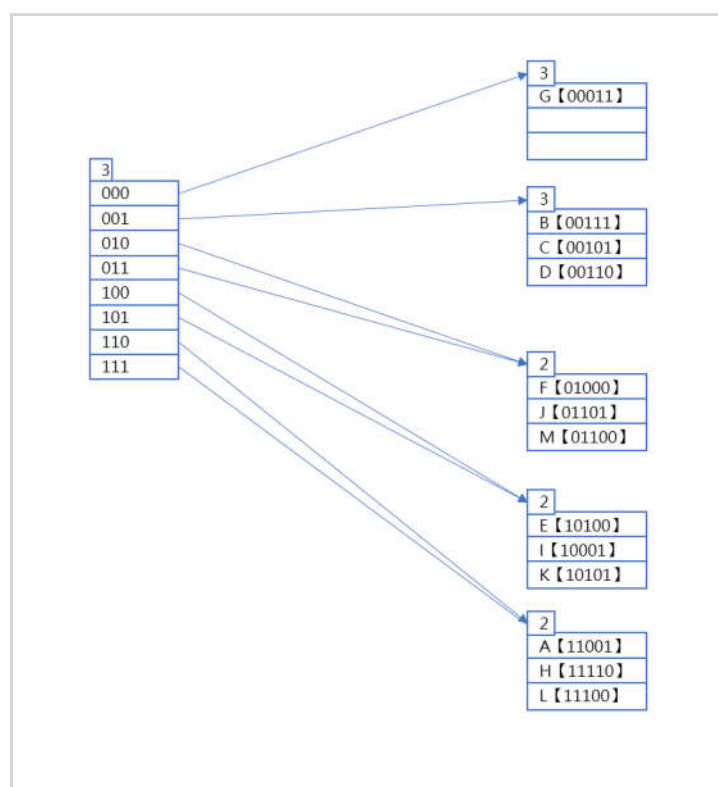 3
000
001
010
011
100
101
110
111
3
G【00011】
3
B【00111】
C【00101】
D【00110】
2
F【01000】
J【01101】
M【01100】
2
E【10100】
I【10001】
K【10101】
2
A【11001】
H【11110】
L【11100】